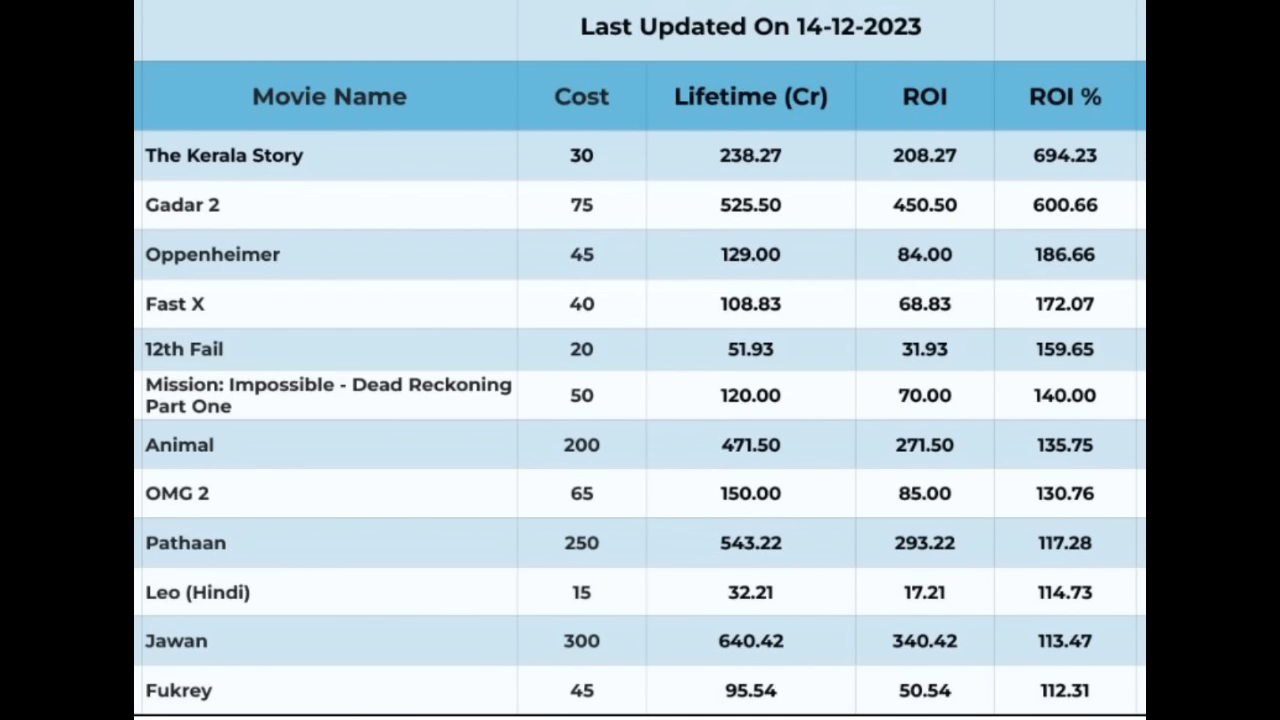 Last Updated On 14-12-2023
Movie Name Cost Lifetime (Cr) ROI ROI %
The Kerala Story 30 238.27 208.27 694.23
Gadar 2 75 525.50 450.50 600.66
Oppenheimer 45 129.00 84.00 186.66
Fast X 40 108.83 68.83 172.07
12th Fail 20 51.93 31.93 159.65
Mission: Impossible - Dead Reckoning
Part One 50 120.00 70.00 140.00
Animal 200 471.50 271.50 135.75
OMG 2 65 150.00 85.00 130.76
Pathaan 250 543.22 293.22 117.28
Leo (Hindi) 15 32.21 17.21 114.73
Jawan 300 640.42 340.42 113.47
Fukrey 45 95.54 50.54 112.31